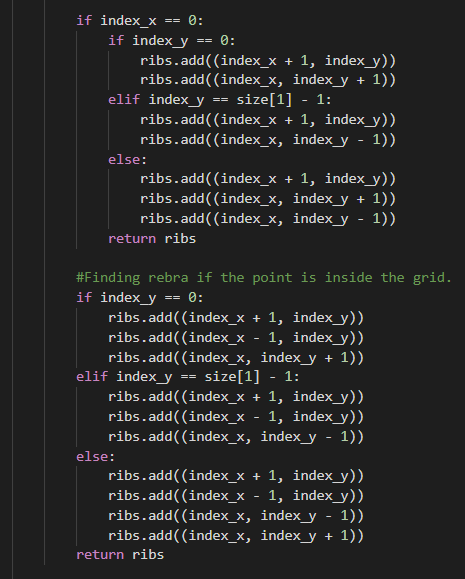 if index_x == 0:
    if index_y == 0:
        ribs.add((index_x + 1, index_y))
        ribs.add((index_x, index_y + 1))
    elif index_y == size[1] - 1:
        ribs.add((index_x + 1, index_y))
        ribs.add((index_x, index_y - 1))
    else:
        ribs.add((index_x + 1, index_y))
        ribs.add((index_x, index_y + 1))
        ribs.add((index_x, index_y - 1))
    return ribs

#Finding rebra if the point is inside the grid.
if index_y == 0:
    ribs.add((index_x + 1, index_y))
    ribs.add((index_x - 1, index_y))
    ribs.add((index_x, index_y + 1))
elif index_y == size[1] - 1:
    ribs.add((index_x + 1, index_y))
    ribs.add((index_x - 1, index_y))
    ribs.add((index_x, index_y - 1))
else:
    ribs.add((index_x + 1, index_y))
    ribs.add((index_x - 1, index_y))
    ribs.add((index_x, index_y - 1))
    ribs.add((index_x, index_y + 1))
return ribs